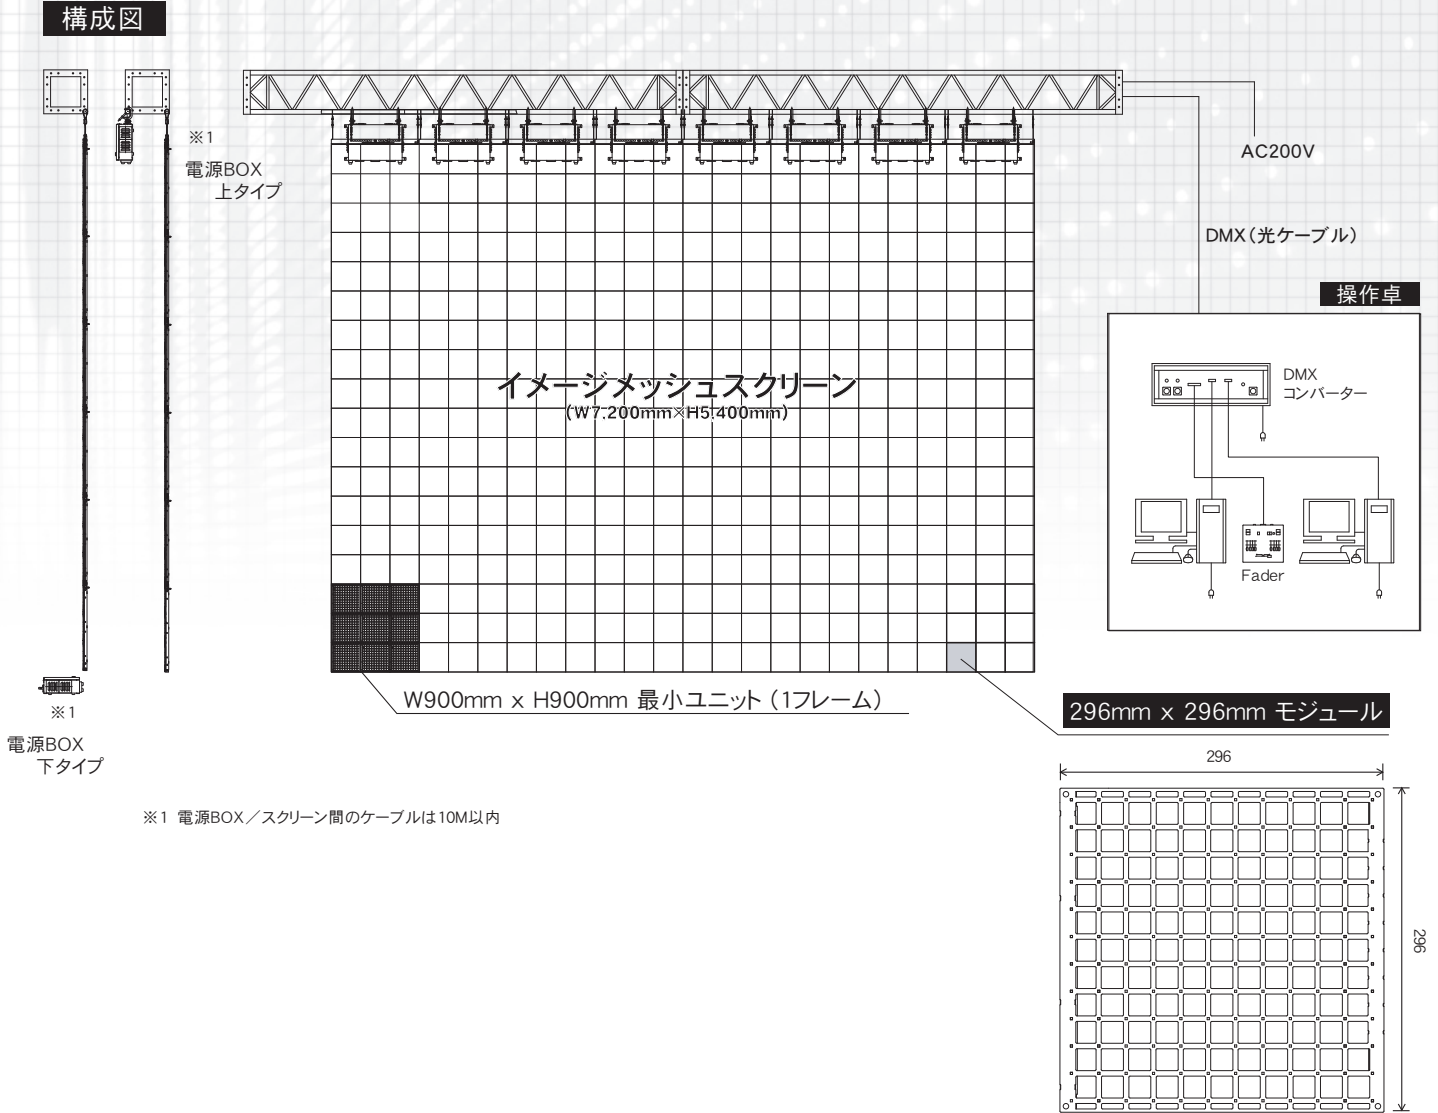 構成図
※1
電源BOX
上タイプ
AC200V
DMX(光ケーブル)
操作卓
DMX
コンバーター
Fader
イメージメッシュスクリーン
(W7.200mm×H5.400mm)
W900mm x H900mm 最小ユニット(1フレーム)
※1
電源BOX
下タイプ
296mm x 296mm モジュール
296
296
※1 電源BOX／スクリーン間のケーブルは10M以内